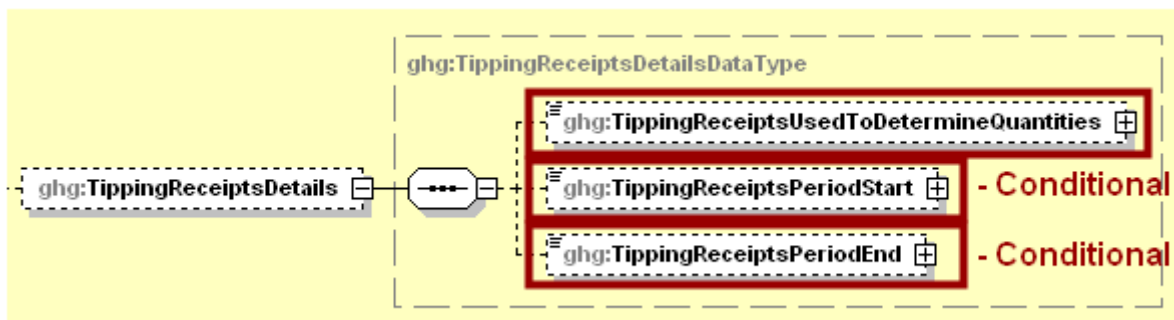 ghg:TippingReceiptsDetailsDataType
ghg:TippingReceiptsUsedToDetermineQuantities
ghg:TippingReceiptsDetails
ghg:TippingReceiptsPeriodStart - Conditional
ghg:TippingReceiptsPeriodEnd - Conditional